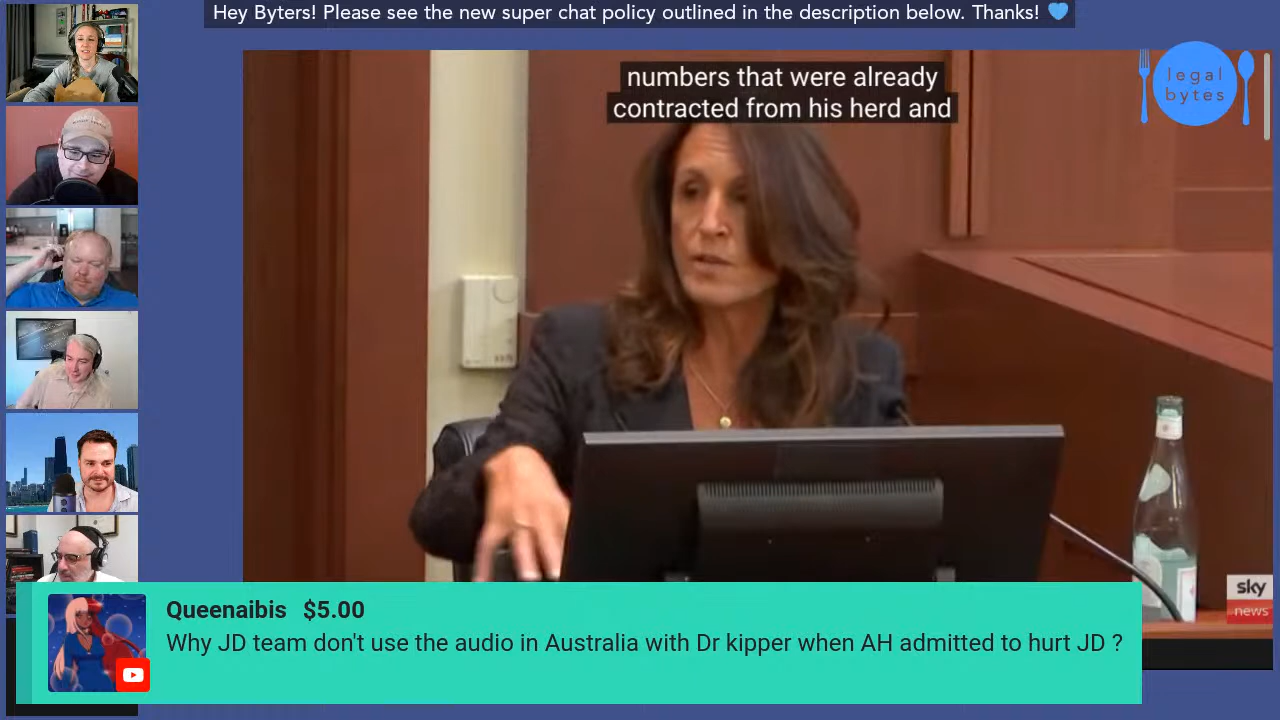 Hey Byters! Please see the new super chat policy outlined in the description below. Thanks! 💙
legal
bytes
numbers that were already
contracted from his herd and
sky
news
Queenaibis $5.00
Why JD team don't use the audio in Australia with Dr kipper when AH admitted to hurt JD ?